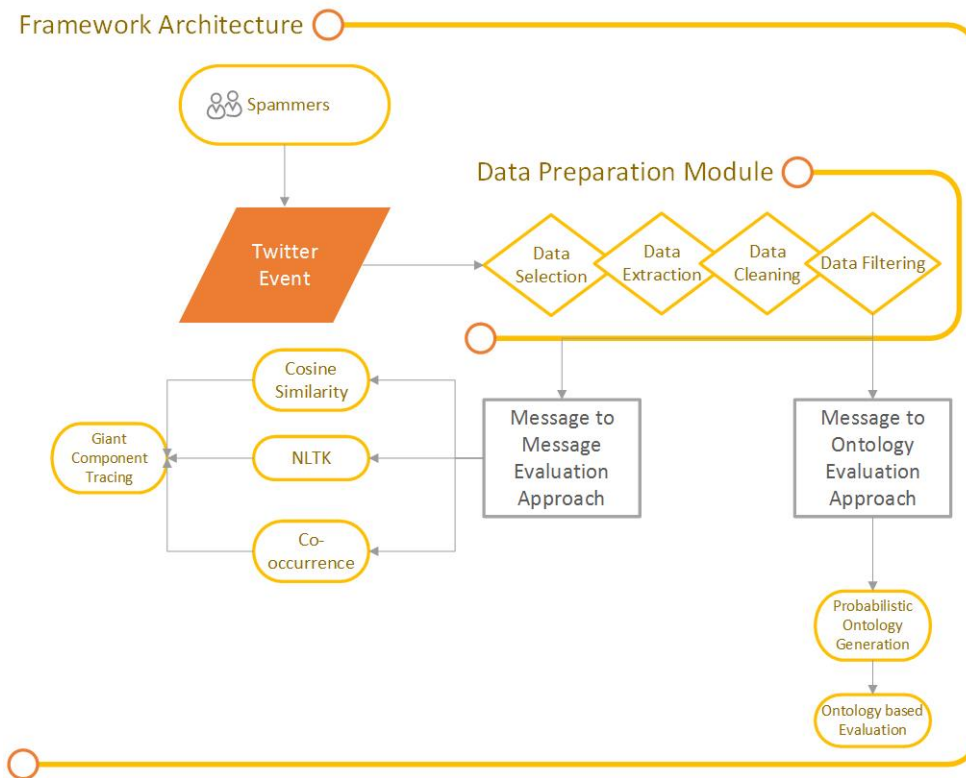 Framework Architecture
Spammers
Data Preparation Module
Twitter
Event
Data
Selection
Data
Extraction
Data
Cleaning
Data Filtering
Cosine
Similarity
Giant
Component
Tracing
NLTK
Co-
occurrence
Message to
Message
Evaluation
Approach
Message to
Ontology
Evaluation
Approach
Probabilistic
Ontology
Generation
Ontology based
Evaluation